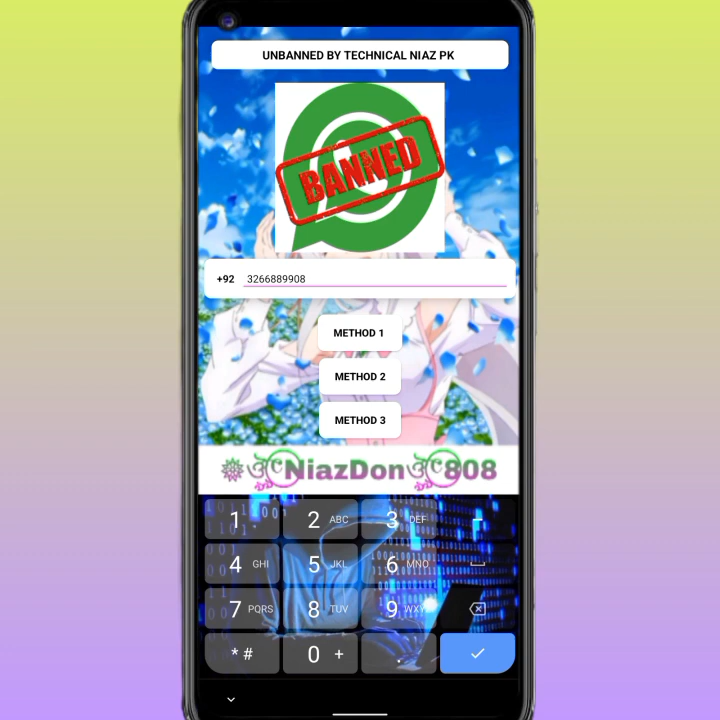 UNBANNED BY TECHNICAL NIAZ PK
BANNED
+92 3266889908
METHOD 1
METHOD 2
METHOD 3
NiazDon 808
1 2 ABC 3 DEF
4 GHI 5 JKL 6 MNO
7 PQRS 8 TUV 9 WXY
* # 0 + .